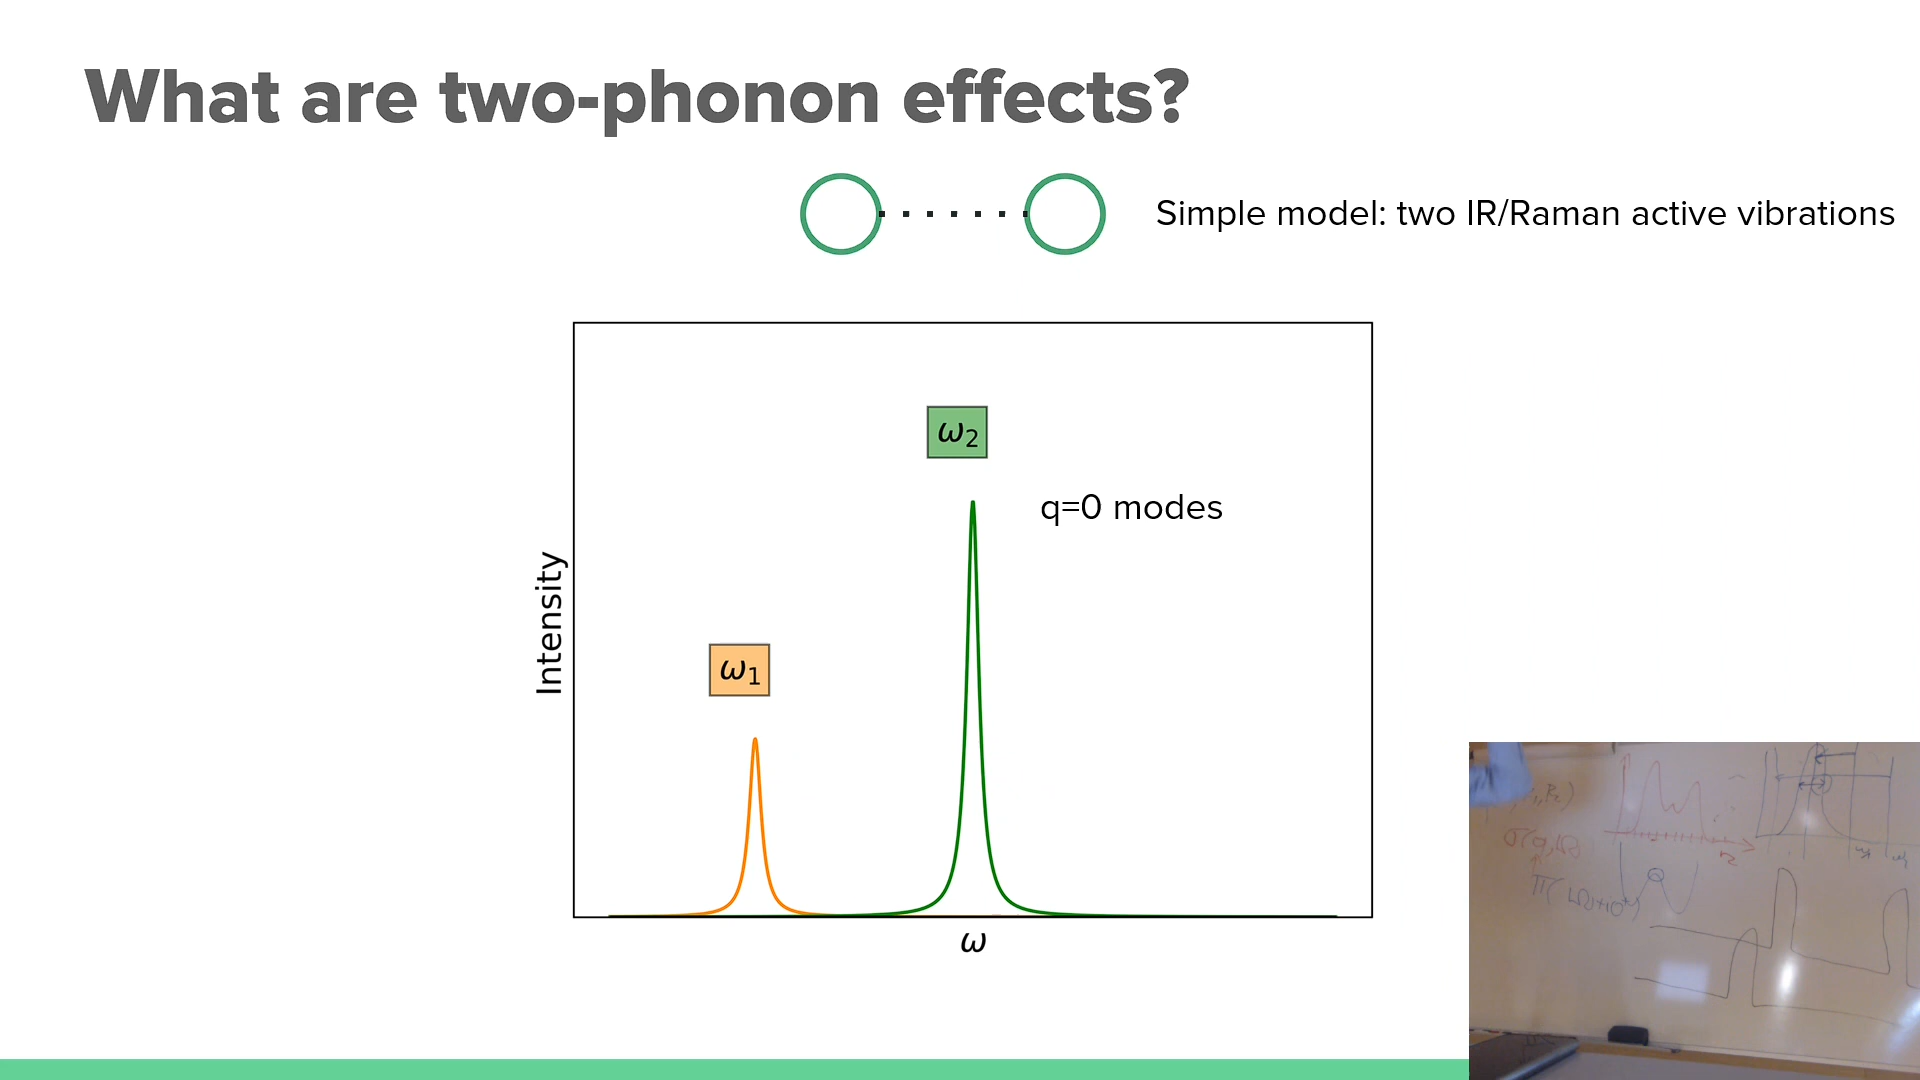 What are two-phonon effects?
Simple model: two IR/Raman active vibrations
ω₂
q=0 modes
Intensity
ω₁
ω